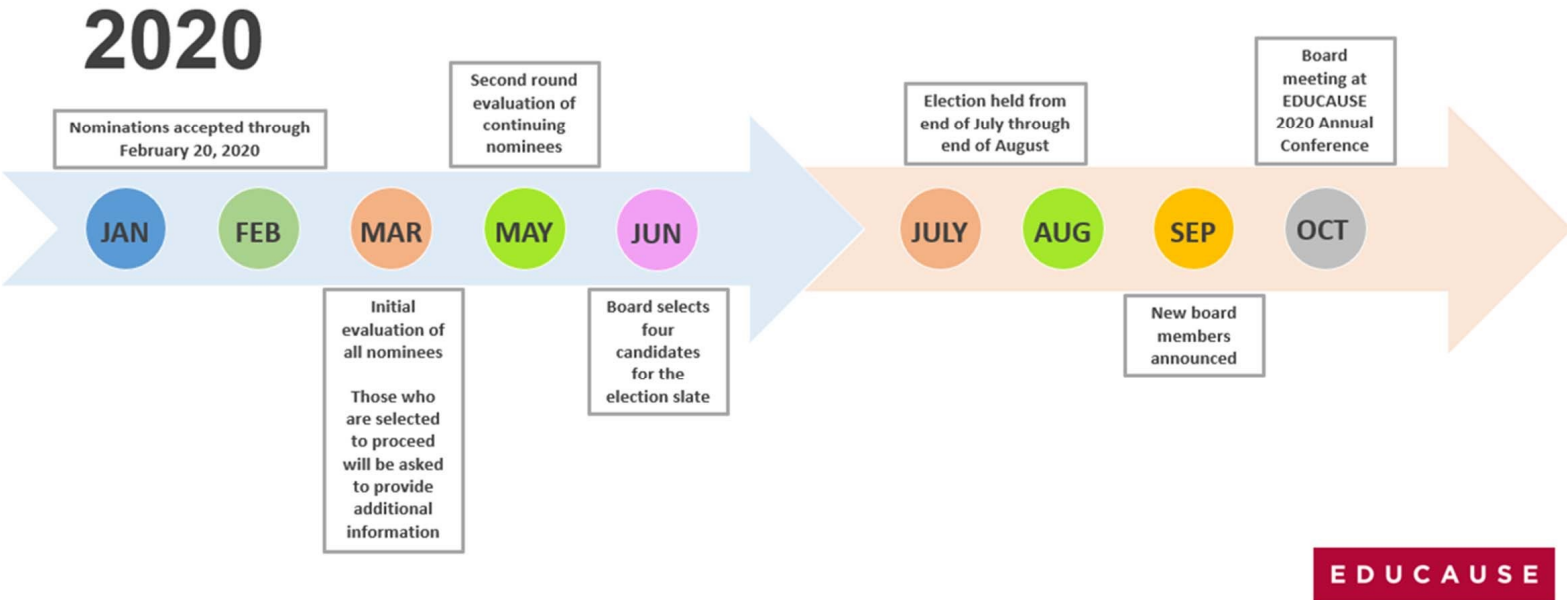 2020
Nominations accepted through
February 20, 2020
Second round
evaluation of
continuing
nominees
Election held from
end of July through
end of August
Board
meeting at
EDUCAUSE
2020 Annual
Conference
JAN
FEB
MAR
MAY
JUN
JULY
AUG
SEP
OCT
Initial
evaluation of
all nominees
Those who
are selected
to proceed
will be asked
to provide
additional
information
Board selects
four
candidates
for the
election slate
New board
members
announced
EDUCAUSE